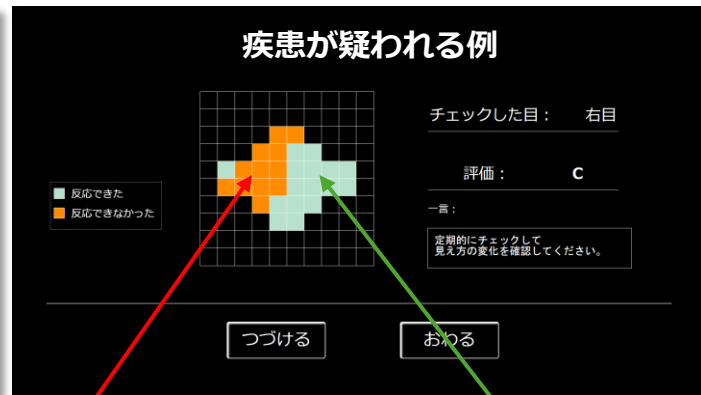 疾患が疑われる例
チェックした目： 右目
評価： C
反応できた
反応できなかった
一言：
定期的にチェックして
見え方の変化を確認してください。
つづける
おわる